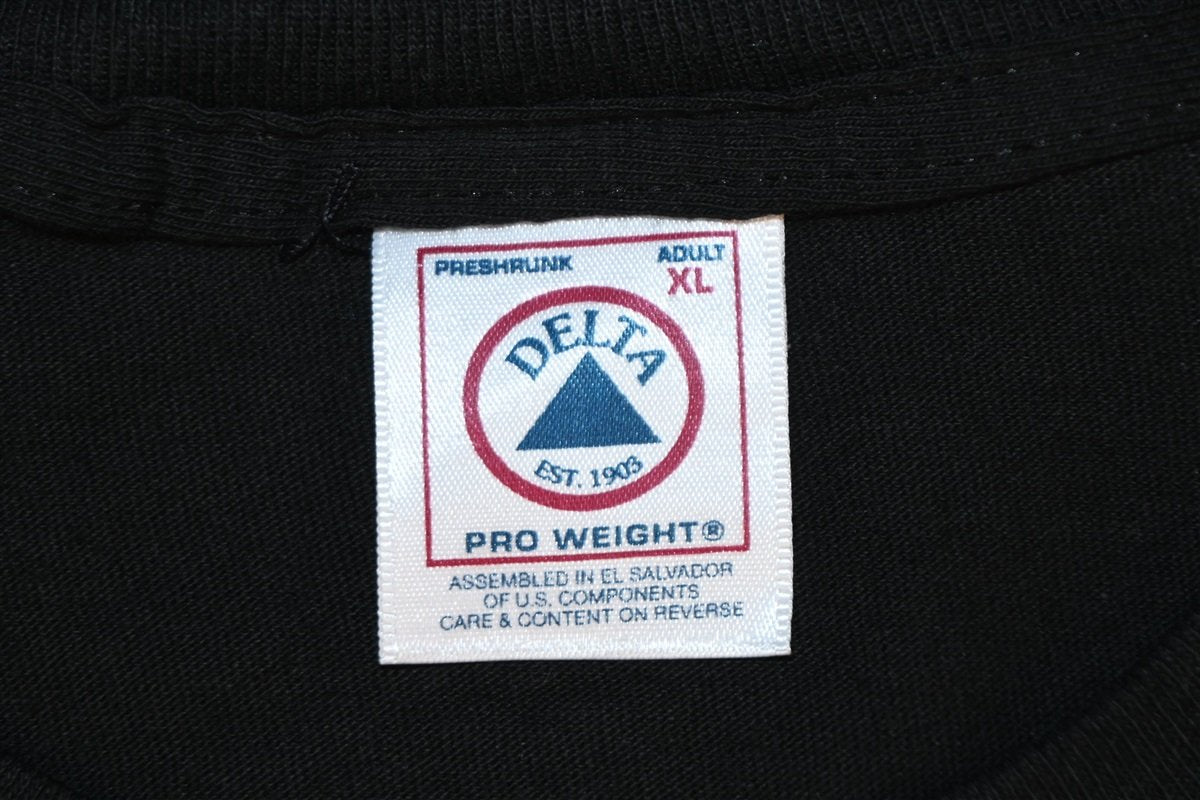 PRESHRUNK
ADULT
XL
DELTA
EST. 1903
PRO WEIGHT®
ASSEMBLED IN EL SALVADOR
OF U.S. COMPONENTS
CARE & CONTENT ON REVERSE